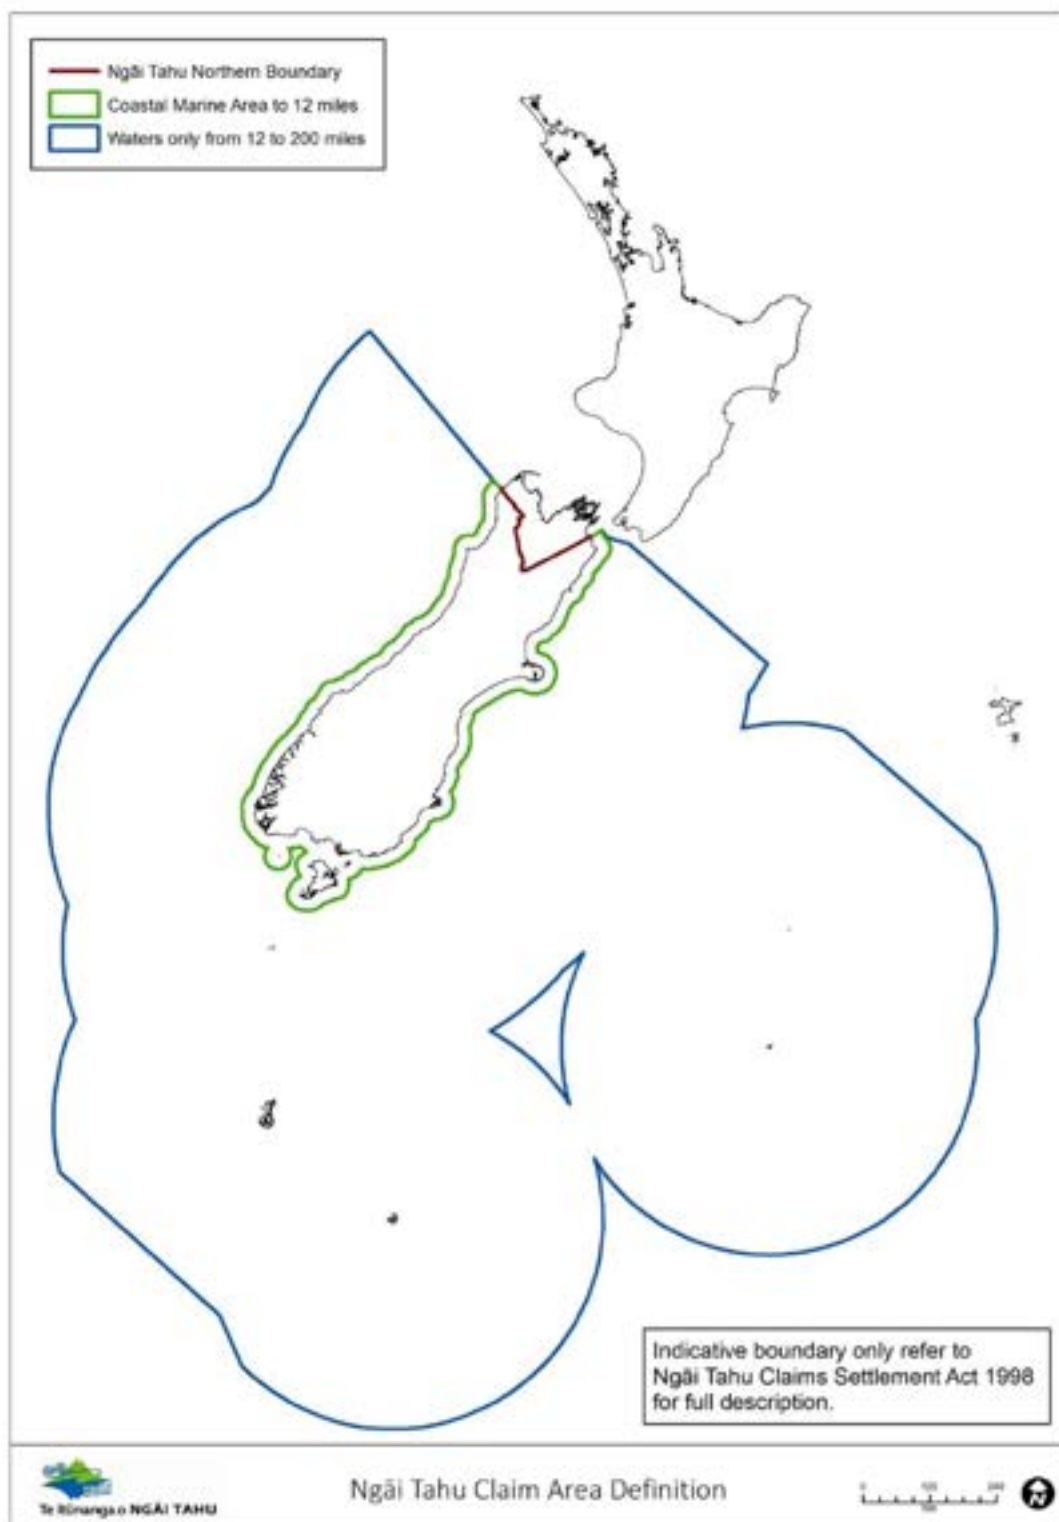 Ngāi Tahu Northern Boundary
Coastal Marine Area to 12 miles
Waters only from 12 to 200 miles
Indicative boundary only refer to
Ngāi Tahu Claims Settlement Act 1998
for full description.
Te Rūnanga o NGĀI TAHU
Ngāi Tahu Claim Area Definition
0
N